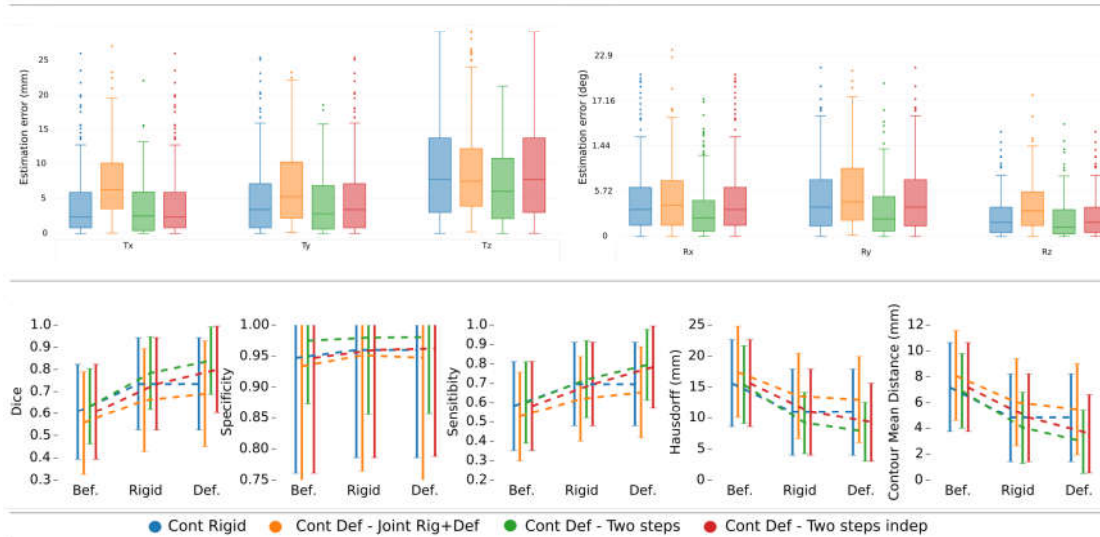 Estimation error (mm)
25
20
15
10
5
0
Tx
Ty
Tz
Estimation error (deg)
22.9
17.16
1.44
5.72
0
Rx
Ry
Rz
Dice
1.0
0.9
0.8
0.7
0.6
0.5
0.4
0.3
Bef. Rigid Def.
Specificity
1.00
0.95
0.90
0.85
0.80
0.75
Bef. Rigid Def.
Sensitibity
1.0
0.9
0.8
0.7
0.6
0.5
0.4
0.3
0.2
Bef. Rigid Def.
Hausdorff (mm)
25
20
15
10
5
0
Bef. Rigid Def.
Contour Mean Distance (mm)
12
10
8
6
4
2
0
Bef. Rigid Def.
Cont Rigid Cont Def - Joint Rig+Def Cont Def - Two steps Cont Def - Two steps indep